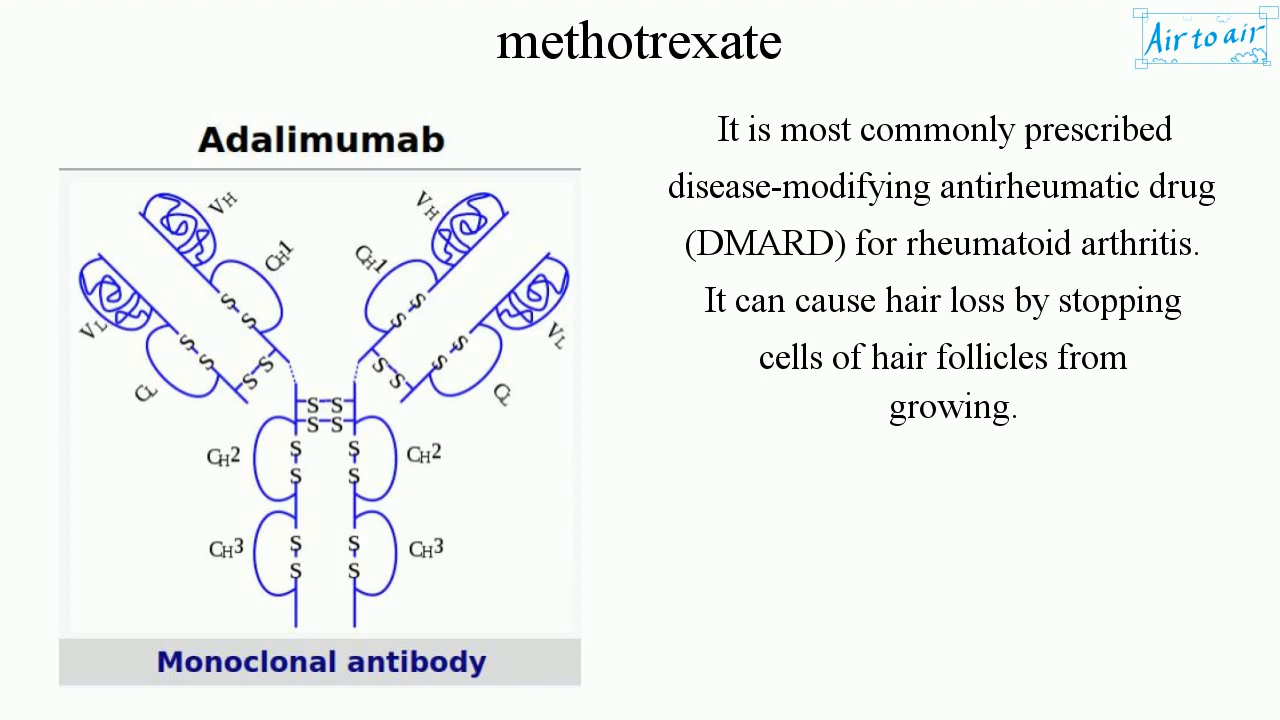 methotrexate
Air to air
Adalimumab
VH
VH
CH1
CH1
VL
VL
S
S
S
S
S
S
S
S
S S
S S
CL
CL
S S
S S
CH2
CH2
S
S
S
S
CH3
CH3
S
S
S
S
Monoclonal antibody
It is most commonly prescribed
disease-modifying antirheumatic drug
(DMARD) for rheumatoid arthritis.
It can cause hair loss by stopping
cells of hair follicles from
growing.